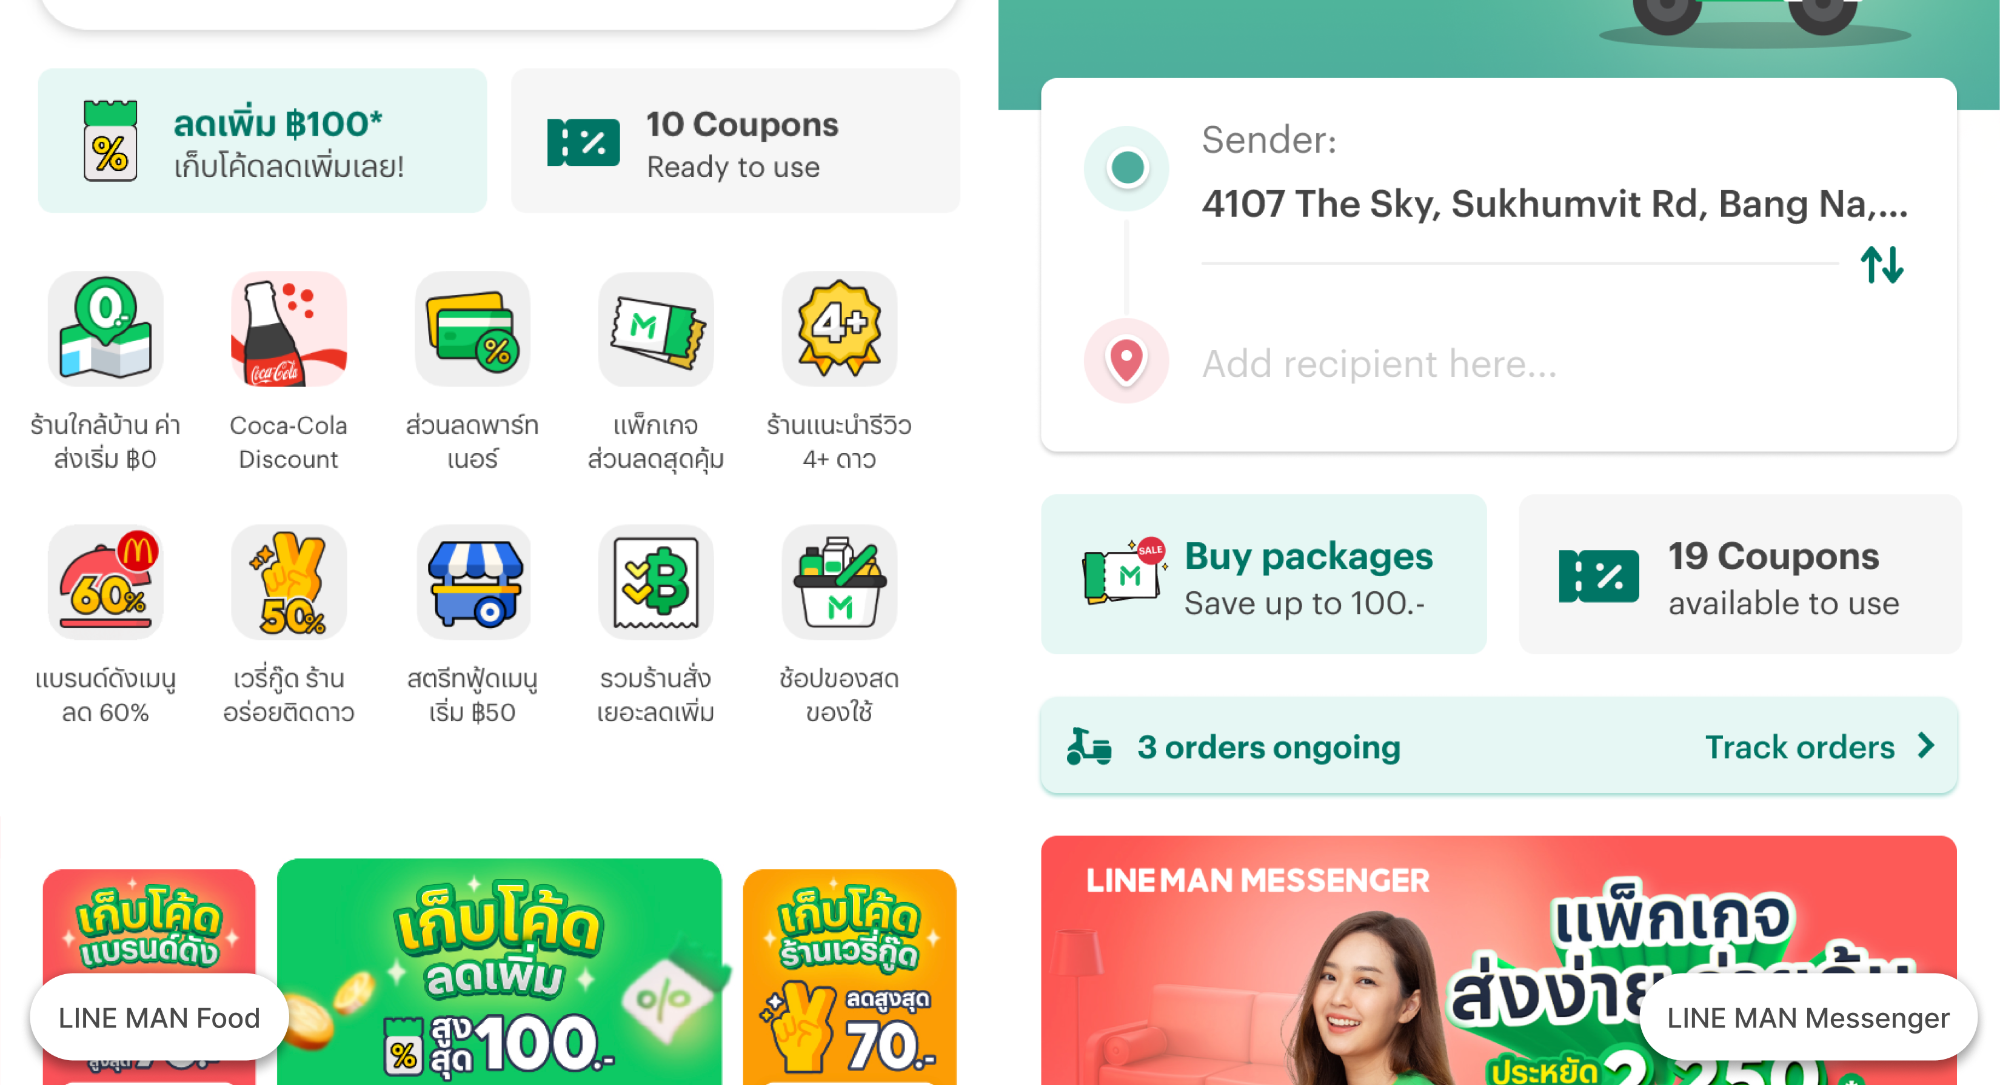 ลดเพิ่ม ฿100*
เก็บโค้ดลดเพิ่มเลย!
10 Coupons
Ready to use
0.-
Coca-Cola
4+
ร้านใกล้บ้าน ค่า
ส่งเริ่ม ฿0
Coca-Cola
Discount
ส่วนลดพาร์ท
เนอร์
แพ็กเกจ
ส่วนลดสุดคุ้ม
ร้านแนะนำรีวิว
4+ ดาว
60%
50%
แบรนด์ดังเมนู
ลด 60%
เวรี่กู๊ด ร้าน
อร่อยติดดาว
สตรีทฟู้ดเมนู
เริ่ม ฿50
รวมร้านสั่ง
เยอะลดเพิ่ม
ช้อปของสด
ของใช้
เก็บโค้ด
แบรนด์ดัง
เก็บโค้ด
ลดเพิ่ม
สูงสุด 100.-
เก็บโค้ด
ร้านเวรี่กู๊ด
ลดสูงสุด
70.-
LINE MAN Food
Sender:
4107 The Sky, Sukhumvit Rd, Bang Na,...
Add recipient here...
SALE
Buy packages
Save up to 100.-
19 Coupons
available to use
3 orders ongoing
Track orders
LINE MAN MESSENGER
แพ็กเกจ
ส่งง่าย
ประหยัด
LINE MAN Messenger